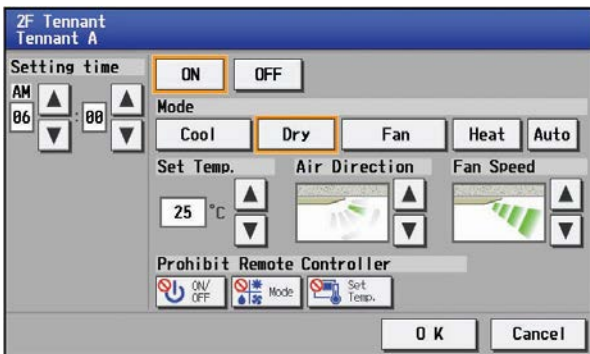 2F Tennant
Tennant A
Setting time
AM
06 : 00
ON OFF
Mode
Cool Dry Fan Heat Auto
Set Temp. Air Direction Fan Speed
25 °C
Prohibit Remote Controller
ON/
OFF
Mode
Set
Temp.
O K Cancel